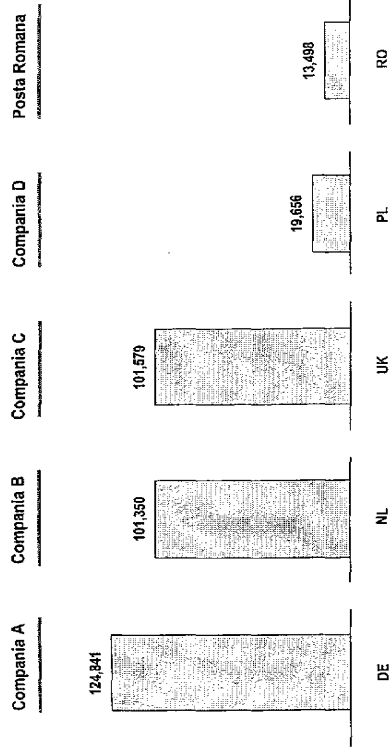 Compania A
Compania B
Compania C
Compania D
Posta Romana
124,841
101,350
101,579
19,656
13,498
DE
NL
UK
PL
RO